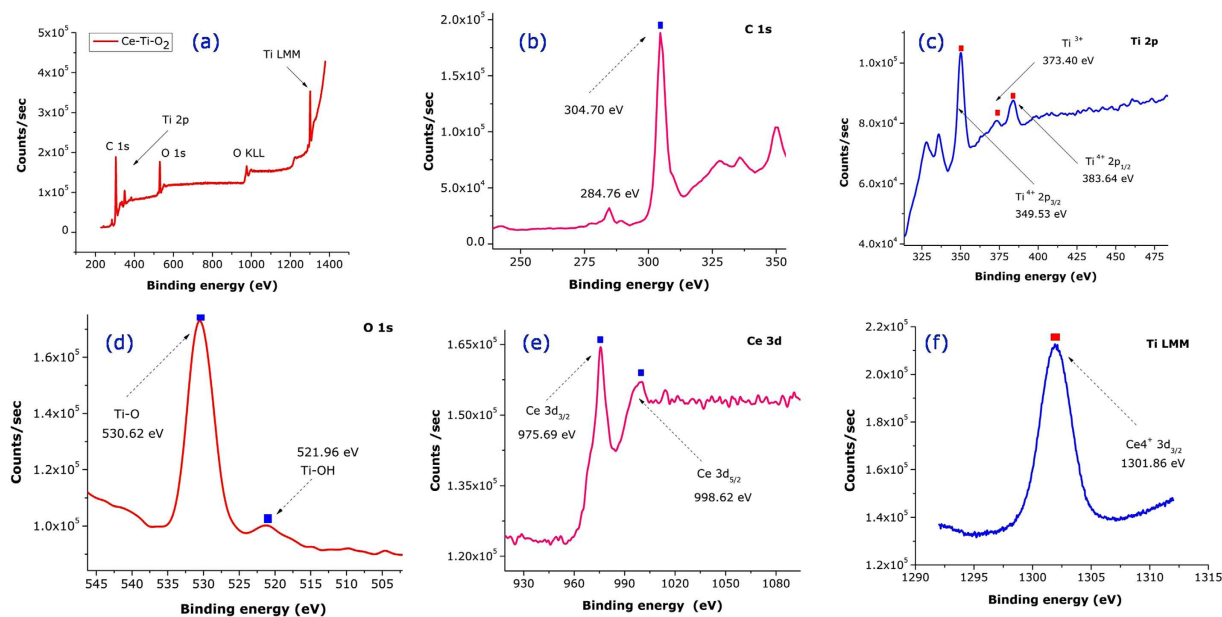 (a)
Ce-Ti-O₂
Ti LMM
Ti 2p
C 1s
O 1s
O KLL
5x10⁵
4x10⁵
3x10⁵
2x10⁵
1x10⁵
0
Counts/sec
200 400 600 800 1000 1200 1400
Binding energy (eV)
(b)
C 1s
304.70 eV
284.76 eV
2.0x10⁵
1.5x10⁵
1.0x10⁵
5.0x10⁴
0.0
Counts/sec
250 275 300 325 350
Binding energy (eV)
(c)
Ti 2p
Ti ³⁺
373.40 eV
Ti⁴⁺ 2p₁/₂
383.64 eV
Ti⁴⁺ 2p₃/₂
349.53 eV
1.0x10⁵
8.0x10⁴
6.0x10⁴
4.0x10⁴
Counts/sec
325 350 375 400 425 450 475
Binding energy (eV)
(d)
O 1s
Ti-O
530.62 eV
521.96 eV
Ti-OH
1.6x10⁵
1.4x10⁵
1.2x10⁵
1.0x10⁵
Counts/sec
545 540 535 530 525 520 515 510 505
Binding energy (eV)
(e)
Ce 3d
Ce 3d₃/₂
975.69 eV
Ce 3d₅/₂
998.62 eV
1.65x10⁵
1.50x10⁵
1.35x10⁵
1.20x10⁵
Counts /sec
920 960 1000 1040 1080
Binding energy (eV)
(f)
Ti LMM
Ce4⁺ 3d₃/₂
1301.86 eV
2.2x10⁵
2.0x10⁵
1.8x10⁵
1.6x10⁵
1.4x10⁵
1.2x10⁵
Counts/sec
1290 1295 1300 1305 1310 1315
Binding energy (eV)